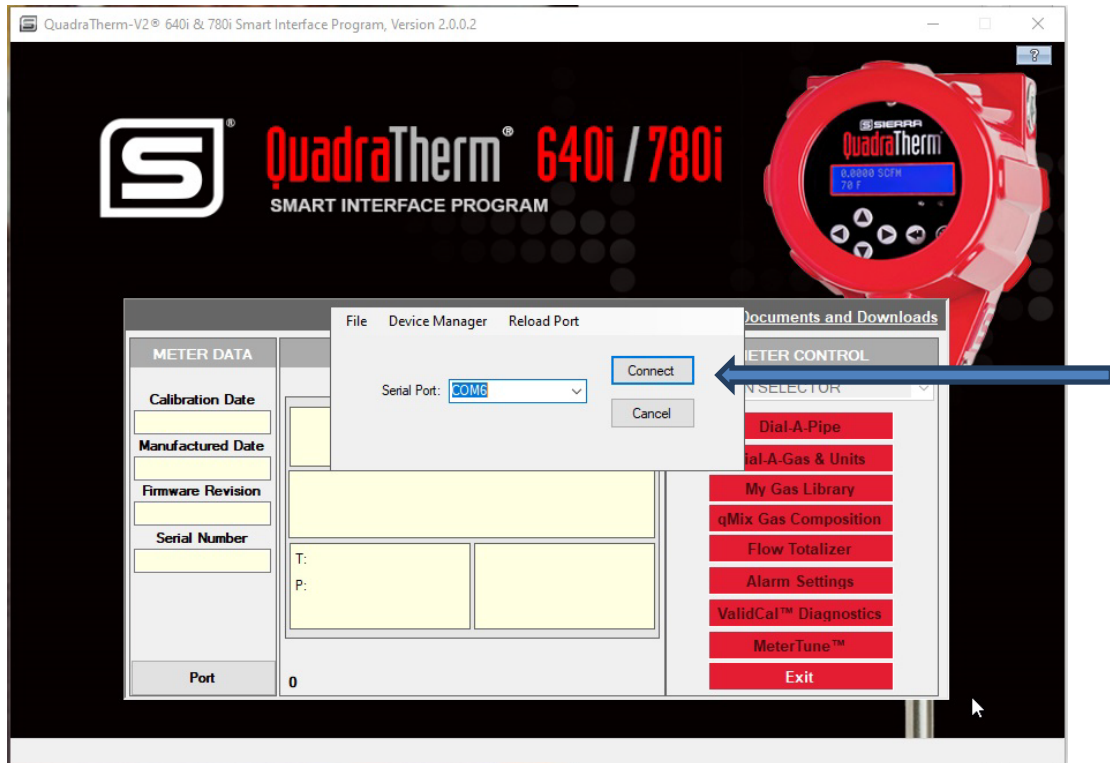 QuadraTherm-V2® 640i & 780i Smart Interface Program, Version 2.0.0.2
?
S®
QuadraTherm® 640i / 780i
SMART INTERFACE PROGRAM
SIERRA
QuadraTherm
0.0000 SCFM
70 F
File Device Manager Reload Port
Documents and Downloads
METER DATA
ETER CONTROL
Serial Port: COM6
Connect
Cancel
N SELECTOR
Calibration Date
Manufactured Date
Firmware Revision
Serial Number
T:
P:
Dial-A-Pipe
ial-A-Gas & Units
My Gas Library
qMix Gas Composition
Flow Totalizer
Alarm Settings
ValidCal™ Diagnostics
MeterTune™
Exit
Port
0